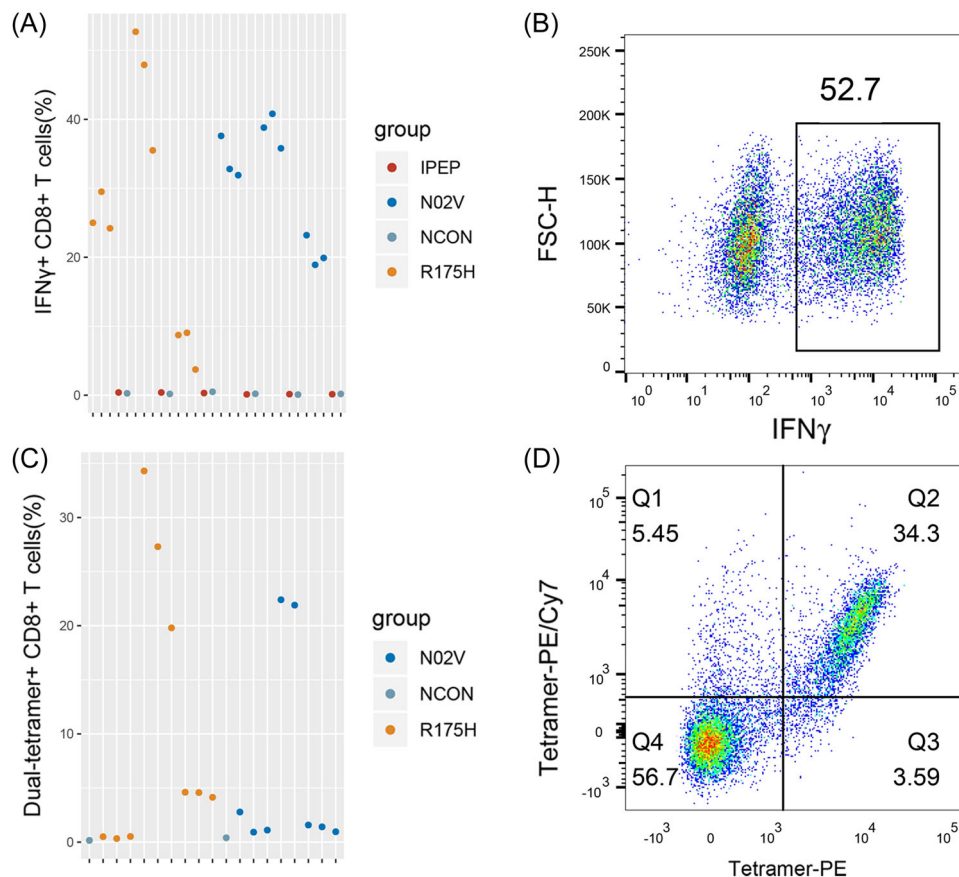 (A)
IFNγ+ CD8+ T cells(%)
40
20
0
group
IPEP
N02V
NCON
R175H
(B)
FSC-H
250K
200K
150K
100K
50K
0
52.7
10^0
10^1
10^2
10^3
10^4
10^5
IFNγ
(C)
Dual-tetramer+ CD8+ T cells(%)
30
20
10
0
group
N02V
NCON
R175H
(D)
Tetramer-PE/Cy7
10^5
10^4
10^3
0
-10^3
Q1
5.45
Q2
34.3
Q4
56.7
Q3
3.59
-10^3
0
10^3
10^4
10^5
Tetramer-PE